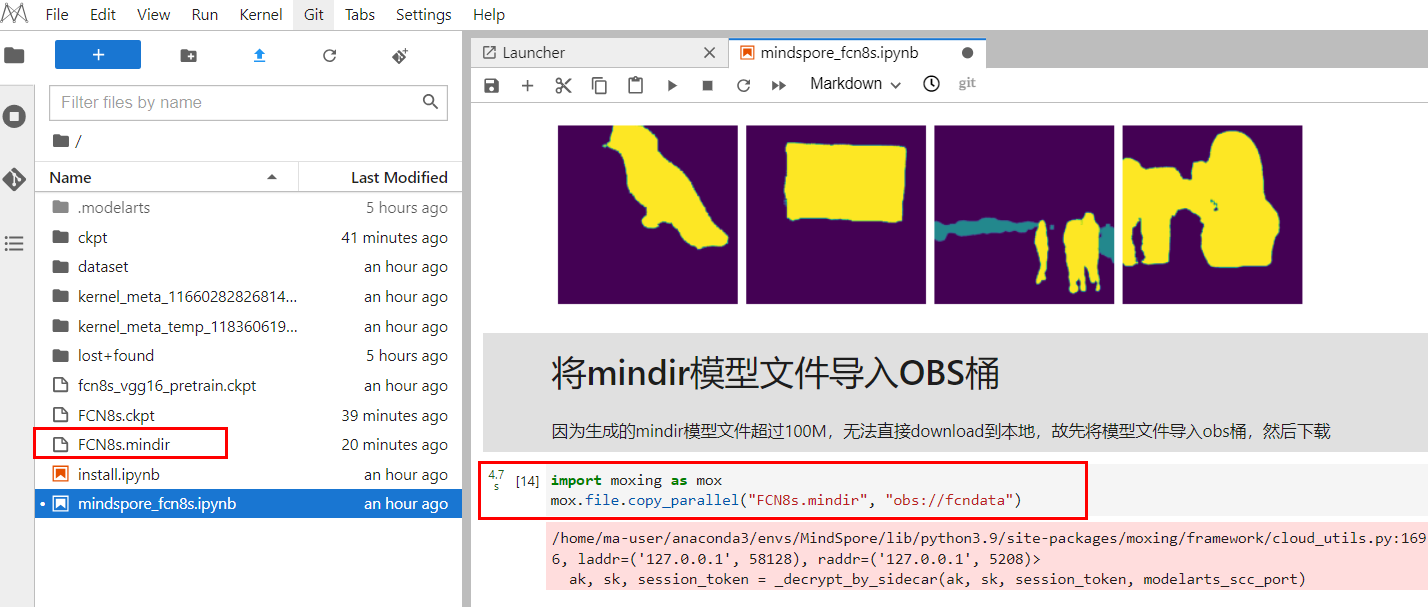 File Edit View Run Kernel Git Tabs Settings Help
Launcher
mindspore_fcn8s.ipynb
Markdown
git
Filter files by name
/
Name Last Modified
.modelarts 5 hours ago
ckpt 41 minutes ago
dataset an hour ago
kernel_meta_11660282826814... an hour ago
kernel_meta_temp_118360619... an hour ago
lost+found 5 hours ago
fcn8s_vgg16_pretrain.ckpt an hour ago
FCN8s.ckpt 39 minutes ago
FCN8s.mindir 20 minutes ago
install.ipynb an hour ago
mindspore_fcn8s.ipynb an hour ago
将mindir模型文件导入OBS桶
因为生成的mindir模型文件超过100M，无法直接download到本地，故先将模型文件导入obs桶，然后下载
4.7
s
[14] import moxing as mox
mox.file.copy_parallel("FCN8s.mindir", "obs://fcndata")
/home/ma-user/anaconda3/envs/MindSpore/lib/python3.9/site-packages/moxing/framework/cloud_utils.py:169
6, laddr=('127.0.0.1', 58128), raddr=('127.0.0.1', 5208)>
ak, sk, session_token = _decrypt_by_sidecar(ak, sk, session_token, modelarts_scc_port)